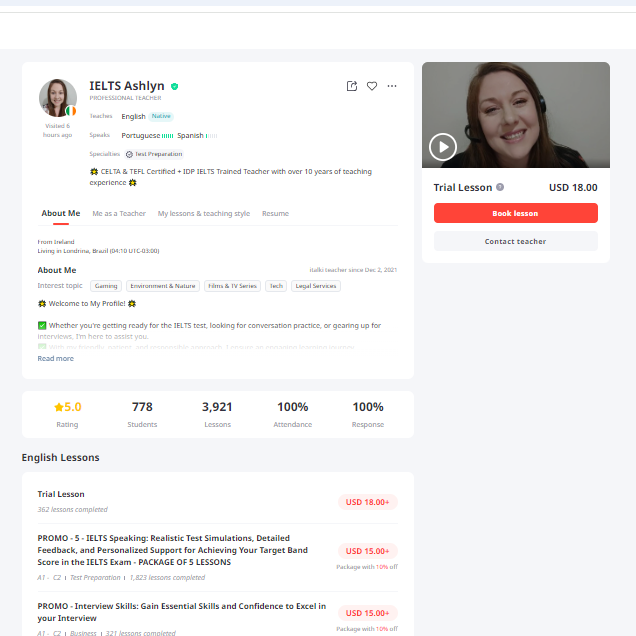 IELTS Ashlyn
PROFESSIONAL TEACHER
Visited 6
hours ago
Teaches English Native
Speaks Portuguese Spanish
Specialties Test Preparation
CELTA & TEFL Certified + IDP IELTS Trained Teacher with over 10 years of teaching
experience
About Me Me as a Teacher My lessons & teaching style Resume
From Ireland
Living in Londrina, Brazil (04:10 UTC-03:00)
About Me italki teacher since Dec 2, 2021
Interest topic Gaming Environment & Nature Films & TV Series Tech Legal Services
Welcome to My Profile!
Whether you're getting ready for the IELTS test, looking for conversation practice, or gearing up for
interviews, I'm here to assist you.
Read more
5.0 778 3,921 100% 100%
Rating Students Lessons Attendance Response
English Lessons
Trial Lesson
362 lessons completed
USD 18.00+
PROMO - 5 - IELTS Speaking: Realistic Test Simulations, Detailed
Feedback, and Personalized Support for Achieving Your Target Band
Score in the IELTS Exam - PACKAGE OF 5 LESSONS
A1 - C2 Test Preparation 1,823 lessons completed
USD 15.00+
Package with 10% off
PROMO - Interview Skills: Gain Essential Skills and Confidence to Excel in
your Interview
A1 - C2 Business 321 lessons completed
USD 15.00+
Package with 10% off
Trial Lesson USD 18.00
Book lesson
Contact teacher